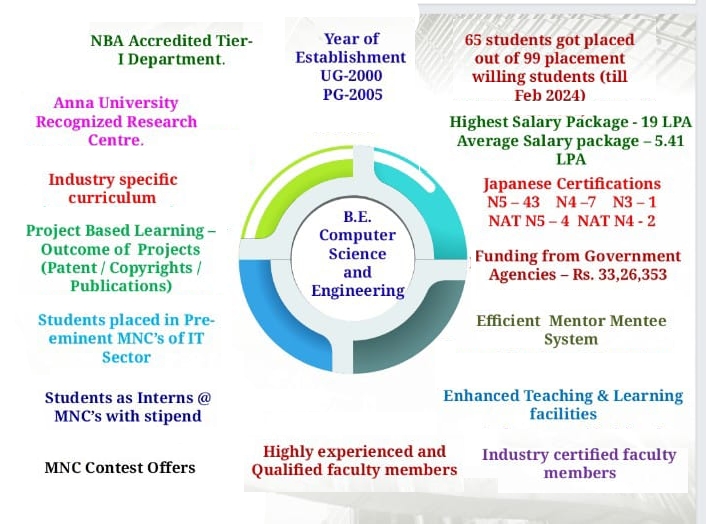 NBA Accredited Tier-
I Department.
Year of
Establishment
UG-2000
PG-2005
65 students got placed
out of 99 placement
willing students (till
Feb 2024)
Anna University
Recognized Research
Centre.
Highest Salary Package - 19 LPA
Average Salary package – 5.41
LPA
Industry specific
curriculum
Japanese Certifications
N5 – 43 N4 –7 N3 – 1
NAT N5 – 4 NAT N4 - 2
B.E.
Computer
Science
and
Engineering
Project Based Learning –
Outcome of Projects
(Patent / Copyrights /
Publications)
Funding from Government
Agencies – Rs. 33,26,353
Students placed in Pre-
eminent MNC’s of IT
Sector
Efficient Mentor Mentee
System
Students as Interns @
MNC’s with stipend
Enhanced Teaching & Learning
facilities
MNC Contest Offers
Highly experienced and
Qualified faculty members
Industry certified faculty
members